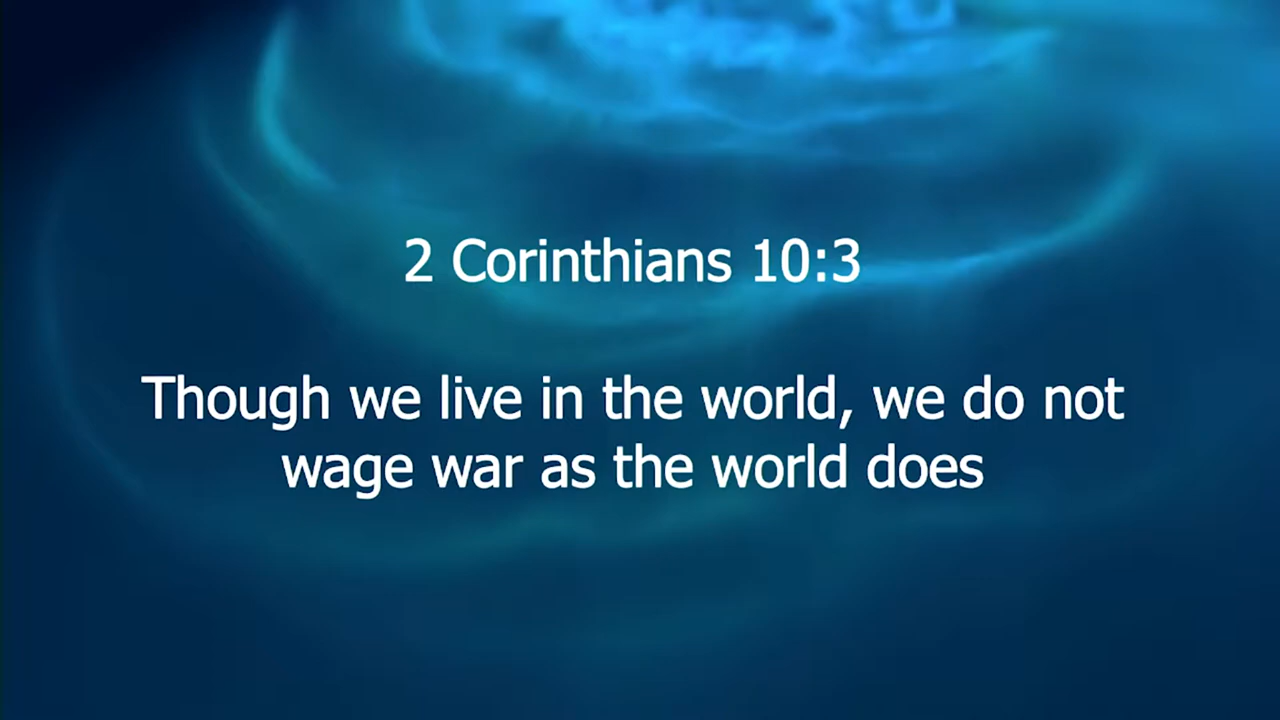 2 Corinthians 10:3
Though we live in the world, we do not
wage war as the world does